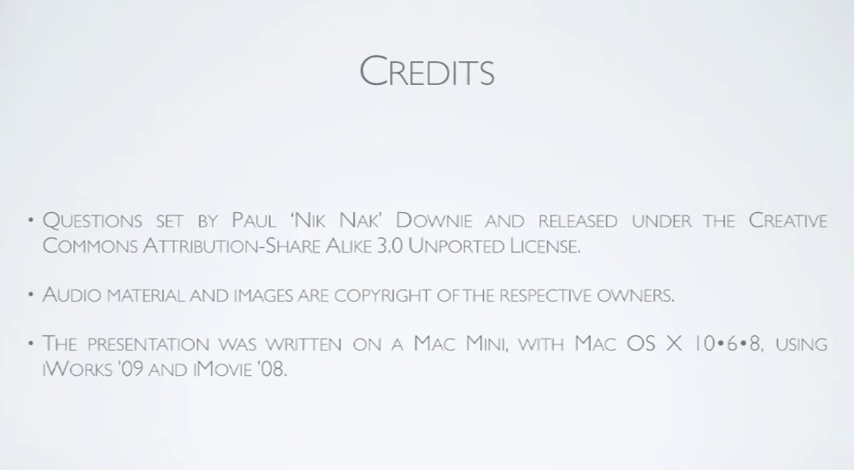 CREDITS
• QUESTIONS SET BY PAUL ‘NIK NAK’ DOWNIE AND RELEASED UNDER THE CREATIVE
COMMONS ATTRIBUTION-SHARE ALIKE 3.0 UNPORTED LICENSE.
• AUDIO MATERIAL AND IMAGES ARE COPYRIGHT OF THE RESPECTIVE OWNERS.
• THE PRESENTATION WAS WRITTEN ON A MAC MINI, WITH MAC OS X 10•6•8, USING
IWORKS ’09 AND IMOVIE ’08.